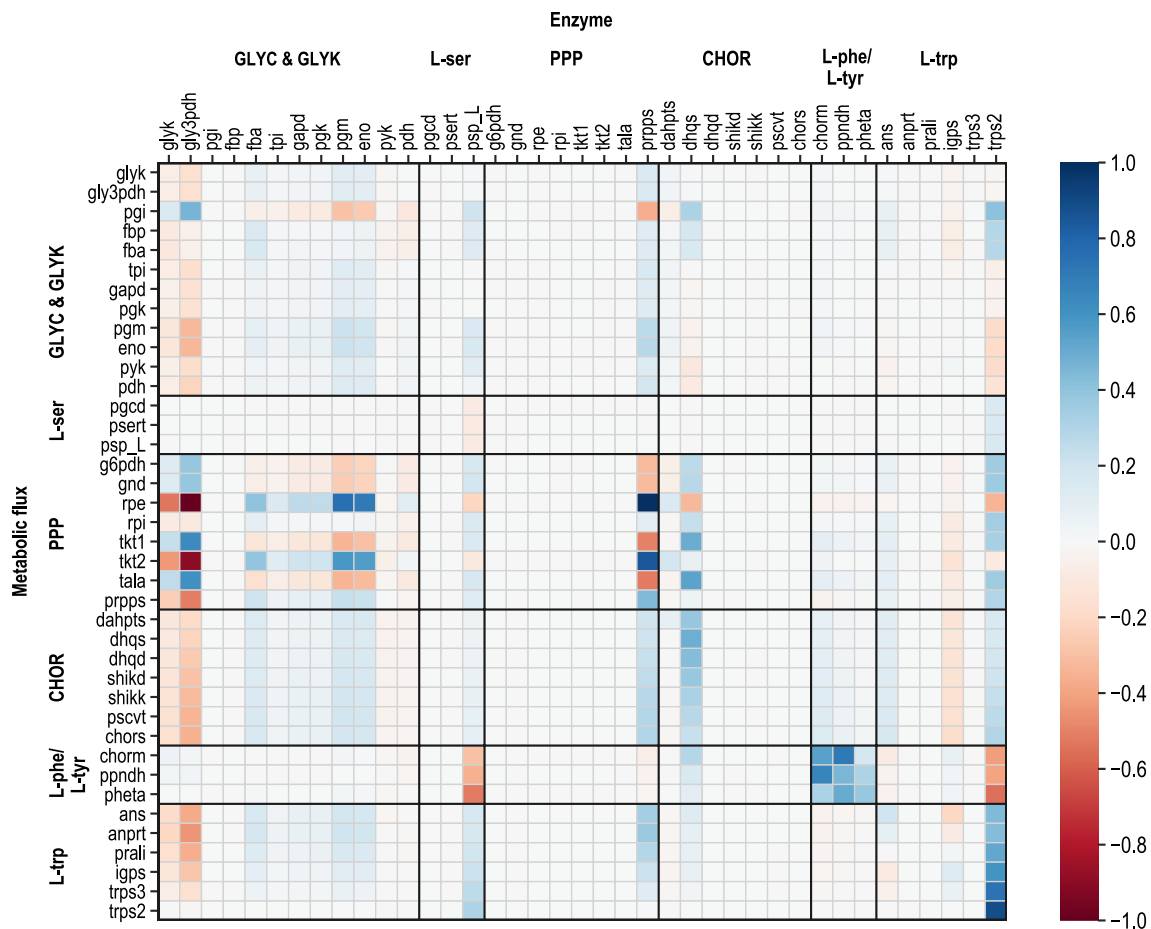 Enzyme
GLYC & GLYK L-ser PPP CHOR L-phe/ L-trp
L-tyr
glyk gly3pdh pgi fbp fba tpi gapd pgk pgm eno pyk pdh pgcd psert psp_L g6pdh gnd rpe rpi tkt1 tkt2 tala prpps dahpts dhqs dhqd shikd shikk pscvt chors chorm ppndh pheta ans anprt prali igps trps3 trps2
Metabolic flux
GLYC & GLYK
glyk
gly3pdh
pgi
fbp
fba
tpi
gapd
pgk
pgm
eno
pyk
pdh
L-ser
pgcd
psert
psp_L
PPP
g6pdh
gnd
rpe
rpi
tkt1
tkt2
tala
prpps
CHOR
dahpts
dhqs
dhqd
shikd
shikk
pscvt
chors
L-phe/
L-tyr
chorm
ppndh
pheta
L-trp
ans
anprt
prali
igps
trps3
trps2
1.0
0.8
0.6
0.4
0.2
0.0
−0.2
−0.4
−0.6
−0.8
−1.0